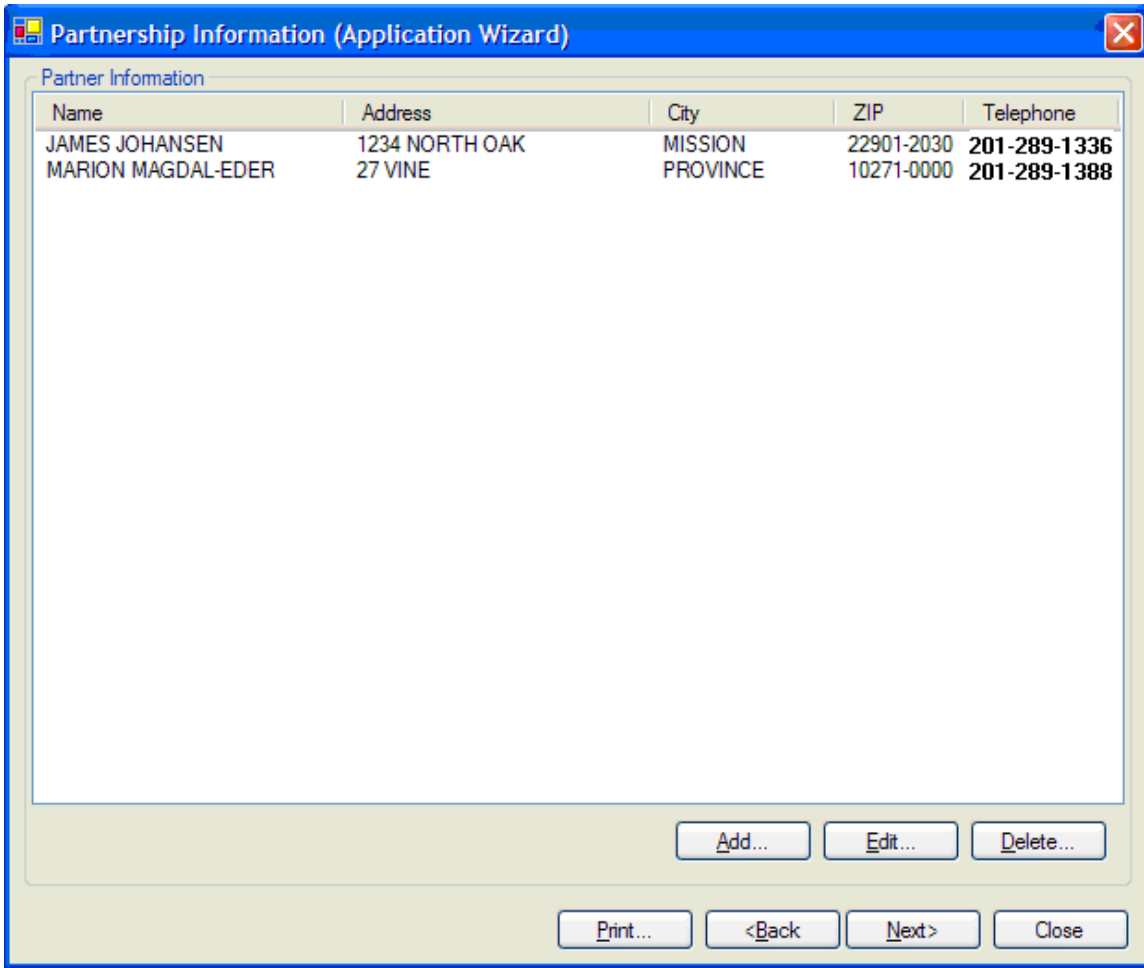 Partnership Information (Application Wizard)
Partner Information
Name Address City ZIP Telephone
JAMES JOHANSEN 1234 NORTH OAK MISSION 22901-2030 201-289-1336
MARION MAGDAL-EDER 27 VINE PROVINCE 10271-0000 201-289-1388
Add... Edit... Delete...
Print... <Back Next> Close